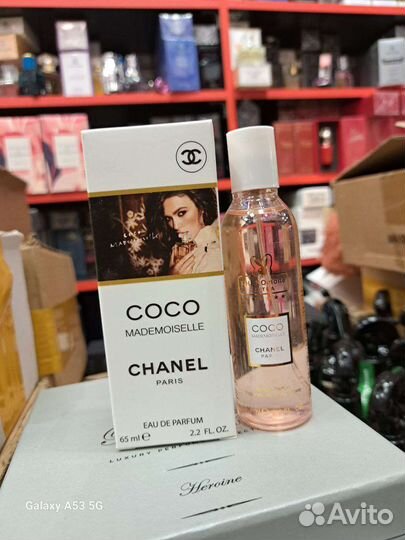 COCO
MADEMOISELLE
CHANEL
PARIS
EAU DE PARFUM
65 ml e 2.2 FL. OZ.
COCO
MADEMOISELLE
CHANEL
PARIS
LUXURY
Heroine
Galaxy A53 5G
Avito